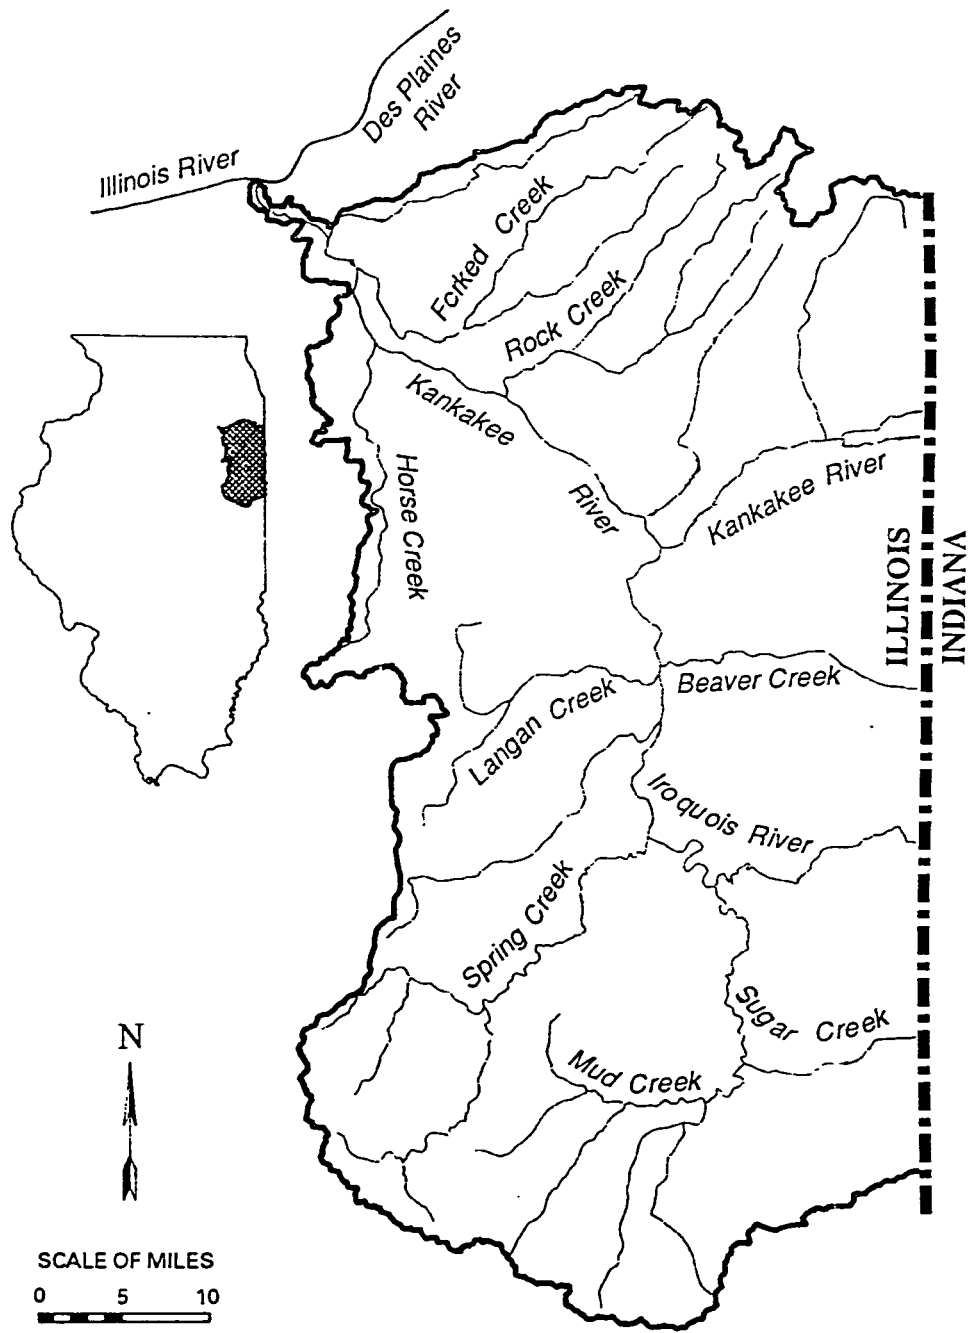 Des Plaines
River
Illinois River
Forked Creek
Rock Creek
Kankakee
River
Kankakee River
Horse Creek
ILLINOIS
INDIANA
Beaver Creek
Langan Creek
Iroquois River
Spring Creek
Sugar Creek
Mud Creek
N
SCALE OF MILES
0 5 10